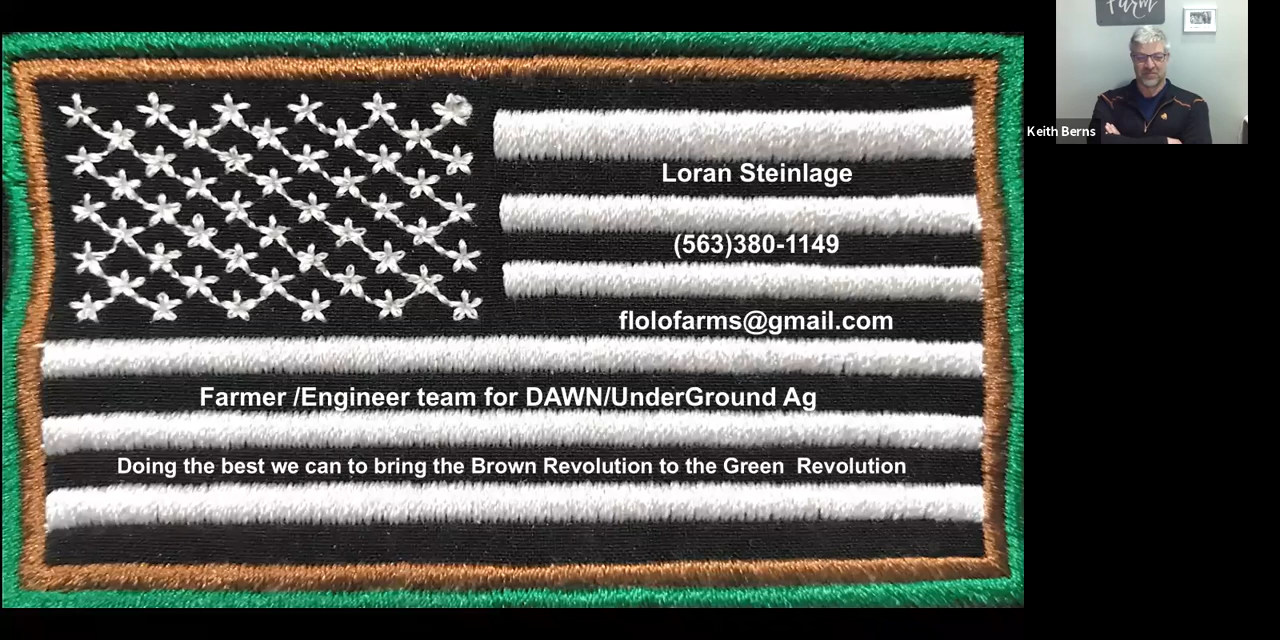 Farm
Keith Berns
Loran Steinlage
(563)380-1149
flolofarms@gmail.com
Farmer /Engineer team for DAWN/UnderGround Ag
Doing the best we can to bring the Brown Revolution to the Green  Revolution